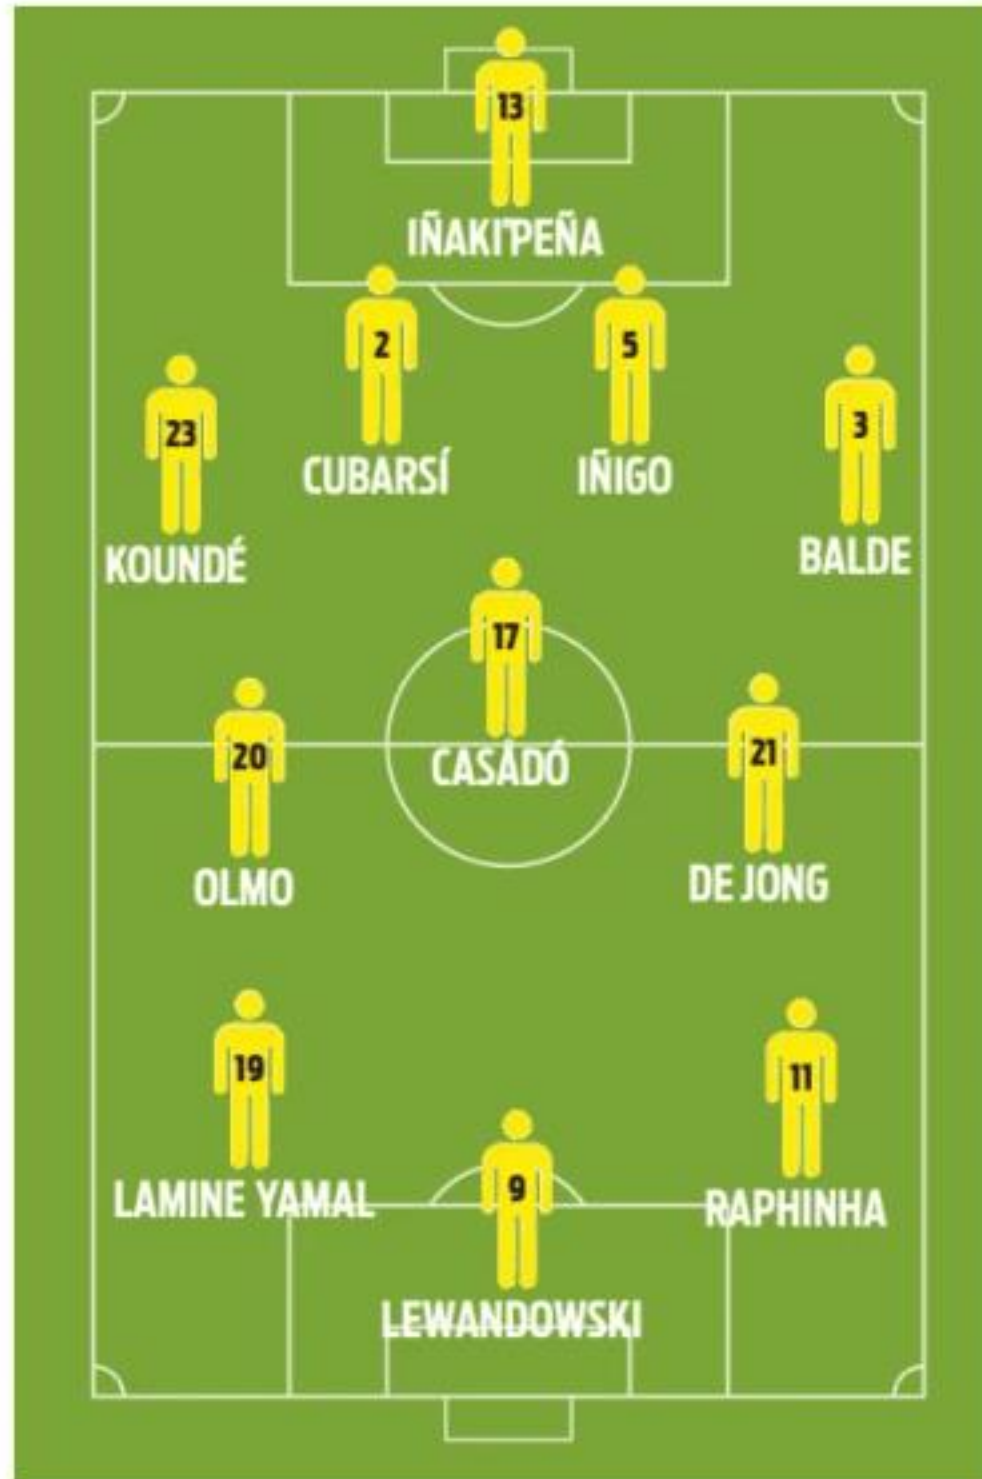 13
IÑAKI PEÑA
2
5
CUBARSÍ
IÑIGO
23
3
KOUNDÉ
BALDE
17
CASADÓ
20
21
OLMO
DE JONG
19
11
LAMINE YAMAL
RAPHINHA
9
LEWANDOWSKI